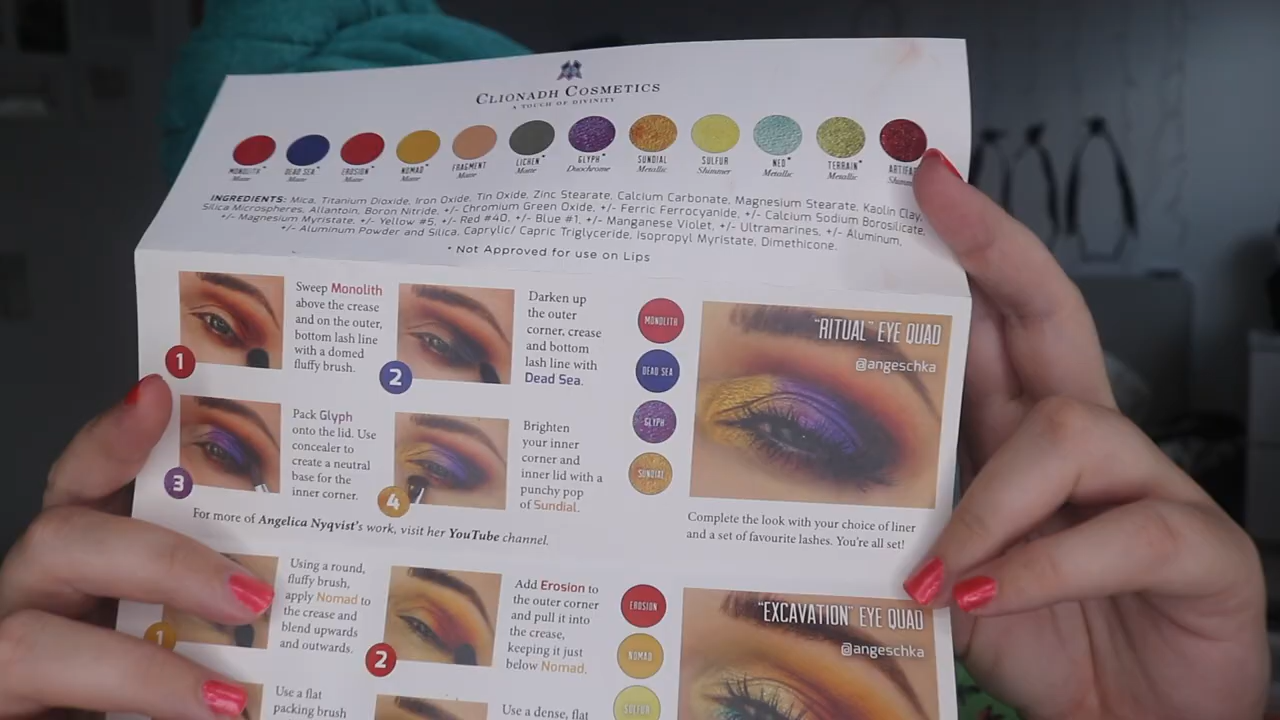 CLIONADH COSMETICS
A TOUCH OF DIVINITY
MONOLITH*
Matte
DEAD SEA*
Matte
EROSION*
Matte
NOMAD*
Matte
FRAGMENT
Matte
LICHEN*
Matte
GLYPH*
Duochrome
SUNDIAL
Metallic
SULFUR
Shimmer
NEO*
Metallic
TERRAIN*
Metallic
INGREDIENTS: Mica, Titanium Dioxide, Iron Oxide, Tin Oxide, Zinc Stearate, Calcium Carbonate, Magnesium Stearate, Kaolin Clay,
Silica Microspheres, Allantoin, Boron Nitride, +/- Chromium Green Oxide, +/- Ferric Ferrocyanide, +/- Calcium Sodium Borosilicate,
+/- Magnesium Myristate, +/- Yellow #5, +/- Red #40, +/- Blue #1, +/- Manganese Violet, +/- Ultramarines, +/- Aluminum,
+/- Aluminum Powder and Silica, Caprylic/ Capric Triglyceride, Isopropyl Myristate, Dimethicone.
* Not Approved for use on Lips
1
Sweep Monolith
above the crease
and on the outer,
bottom lash line
with a domed
fluffy brush.
2
Darken up
the outer
corner, crease
and bottom
lash line with
Dead Sea.
3
Pack Glyph
onto the lid. Use
concealer to
create a neutral
base for the
inner corner.
4
Brighten
your inner
corner and
inner lid with a
punchy pop
of Sundial.
MONOLITH
DEAD SEA
GLYPH
SUNDIAL
"RITUAL" EYE QUAD
@angeschka
Complete the look with your choice of liner
and a set of favourite lashes. You're all set!
For more of Angelica Nyqvist's work, visit her YouTube channel.
1
Using a round,
fluffy brush,
apply Nomad to
the crease and
blend upwards
and outwards.
2
Add Erosion to
the outer corner
and pull it into
the crease,
keeping it just
below Nomad.
EROSION
NOMAD
SULFUR
"EXCAVATION" EYE QUAD
@angeschka
Use a flat
packing brush
Use a dense, flat